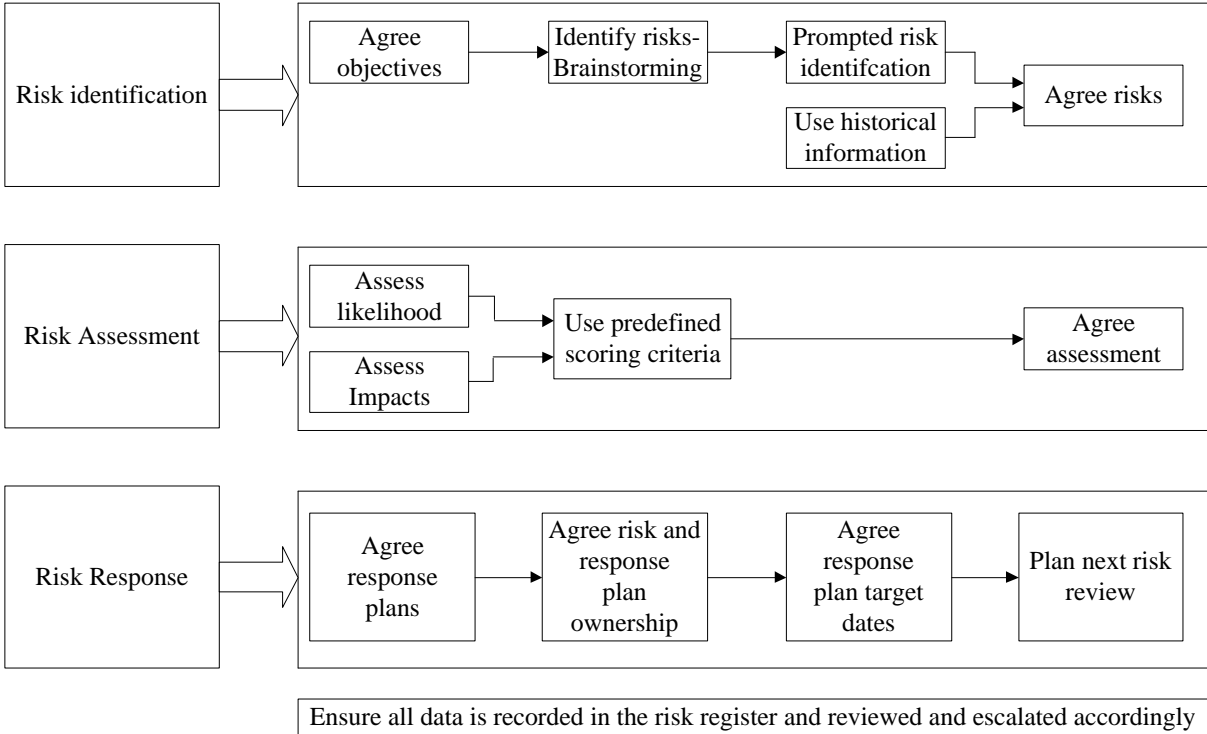 Risk identification
Agree
objectives
Identify risks-
Brainstorming
Prompted risk
identifcation
Use historical
information
Agree risks
Risk Assessment
Assess
likelihood
Assess
Impacts
Use predefined
scoring criteria
Agree
assessment
Risk Response
Agree
response
plans
Agree risk and
response
plan
ownership
Agree
response
plan target
dates
Plan next risk
review
Ensure all data is recorded in the risk register and reviewed and escalated accordingly